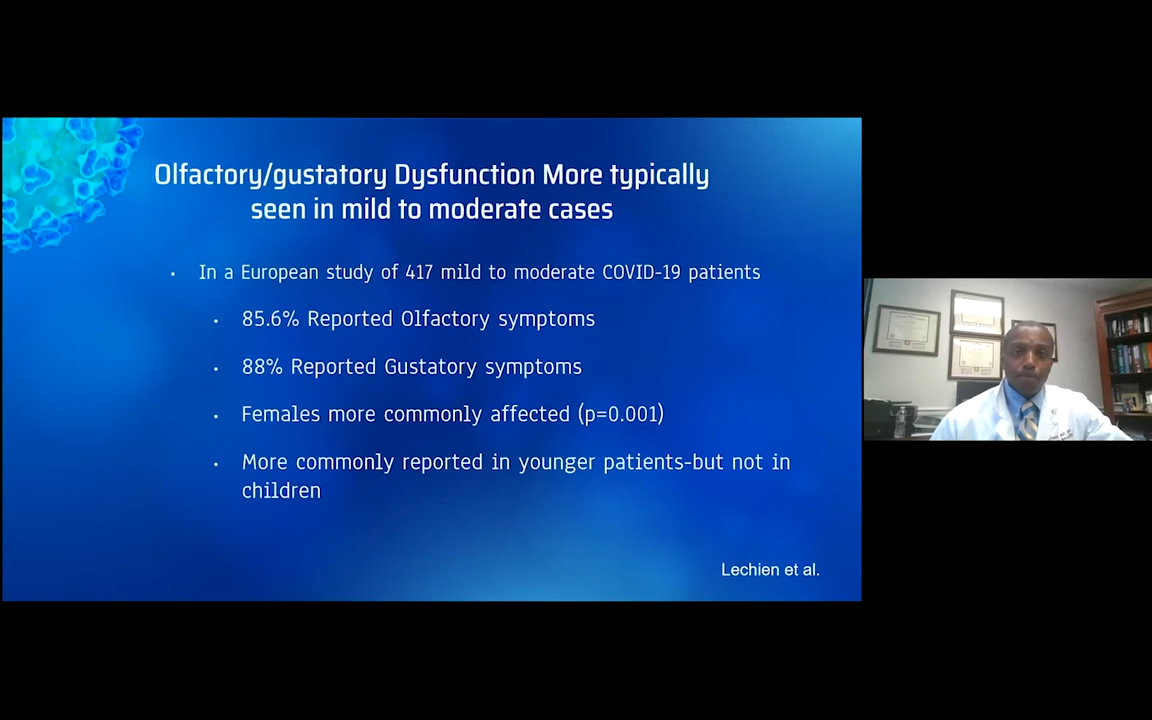 Olfactory/gustatory Dysfunction More typically
seen in mild to moderate cases
• In a European study of 417 mild to moderate COVID-19 patients
• 85.6% Reported Olfactory symptoms
• 88% Reported Gustatory symptoms
• Females more commonly affected (p=0.001)
• More commonly reported in younger patients-but not in
children
Lechien et al.